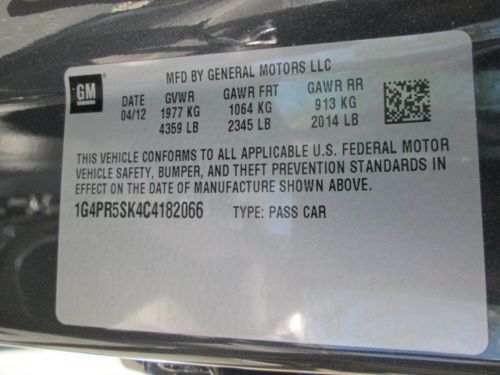 MFD BY GENERAL MOTORS LLC
GM DATE GVWR GAWR FRT GAWR RR
04/12 1977 KG 1064 KG 913 KG
4359 LB 2345 LB 2014 LB
THIS VEHICLE CONFORMS TO ALL APPLICABLE U.S. FEDERAL MOTOR
VEHICLE SAFETY, BUMPER, AND THEFT PREVENTION STANDARDS IN
EFFECT ON THE DATE OF MANUFACTURE SHOWN ABOVE.
1G4PR5SK4C4182066 TYPE: PASS CAR